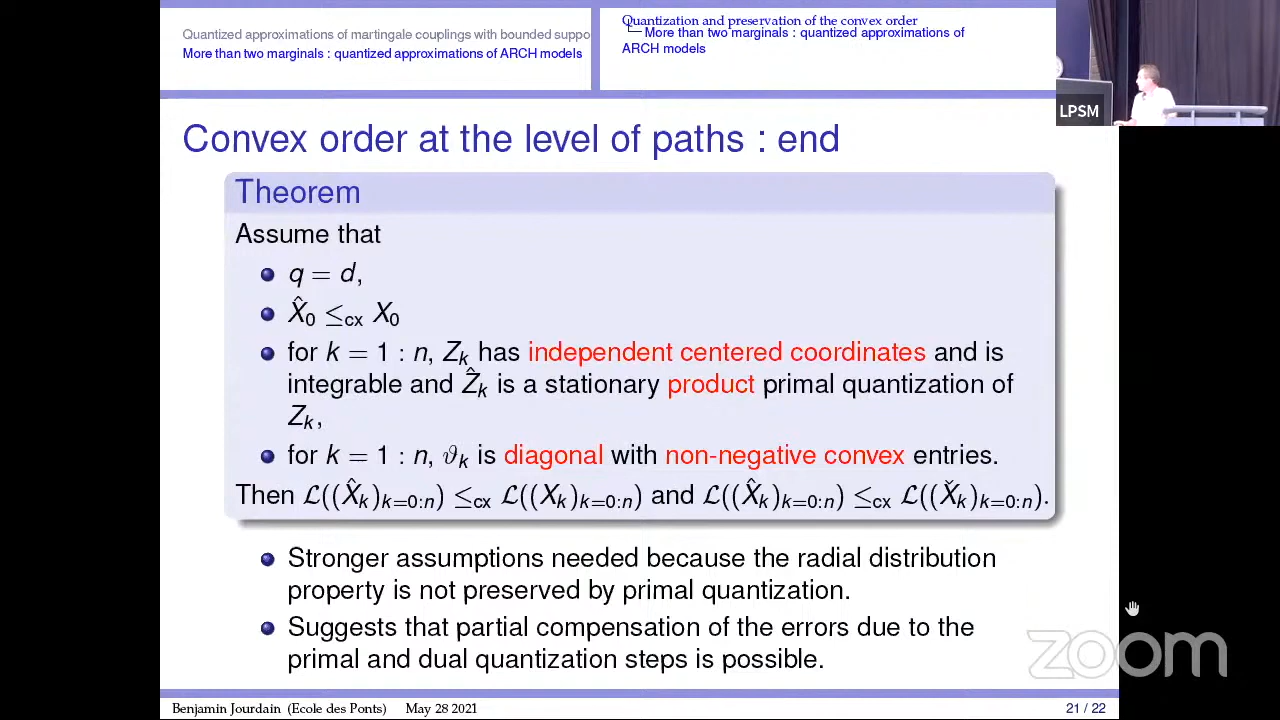 Quantized approximations of martingale couplings with bounded suppo
More than two marginals : quantized approximations of ARCH models
Quantization and preservation of the convex order
More than two marginals : quantized approximations of
ARCH models
LPSM
Convex order at the level of paths : end
Theorem
Assume that
q = d,
X̂₀ ≤cx X₀
for k = 1 : n, Zₖ has independent centered coordinates and is
integrable and Ẑₖ is a stationary product primal quantization of
Zₖ,
for k = 1 : n, ϑₖ is diagonal with non-negative convex entries.
Then ℒ((X̂ₖ)ₖ₌₀:ₙ) ≤cx ℒ((Xₖ)ₖ₌₀:ₙ) and ℒ((X̂ₖ)ₖ₌₀:ₙ) ≤cx ℒ((X̌ₖ)ₖ₌₀:ₙ).
Stronger assumptions needed because the radial distribution
property is not preserved by primal quantization.
Suggests that partial compensation of the errors due to the
primal and dual quantization steps is possible.
zoom
Benjamin Jourdain (Ecole des Ponts) May 28 2021 21 / 22